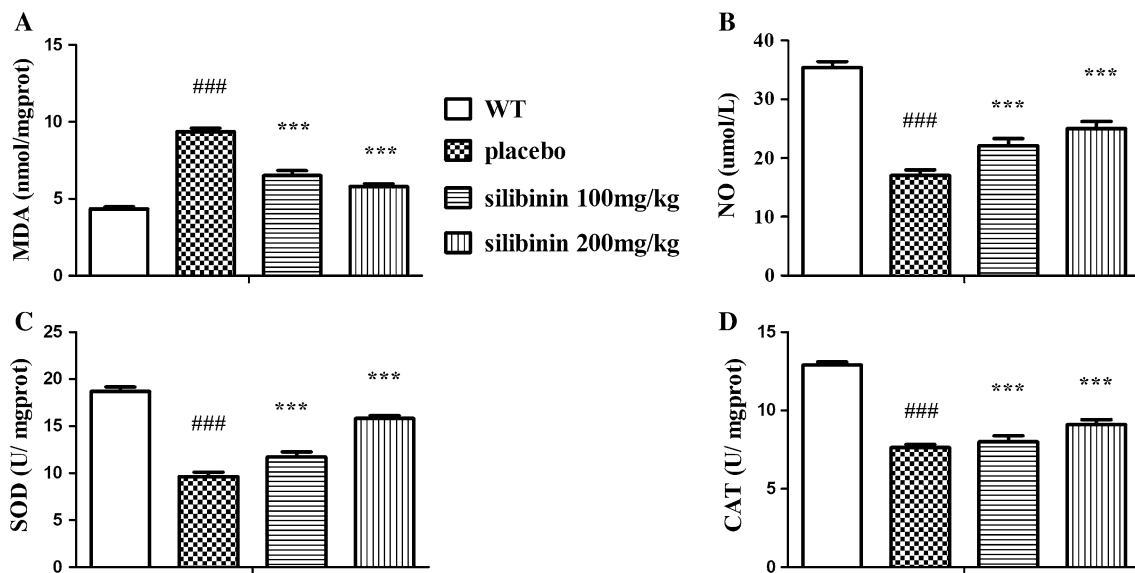 A
MDA (nmol/mgprot)
15
10
5
0
###
***
***
WT
placebo
silibinin 100mg/kg
silibinin 200mg/kg
B
NO (umol/L)
40
30
20
10
0
###
***
***
C
SOD (U/ mgprot)
25
20
15
10
5
0
###
***
***
D
CAT (U/ mgprot)
15
10
5
0
###
***
***